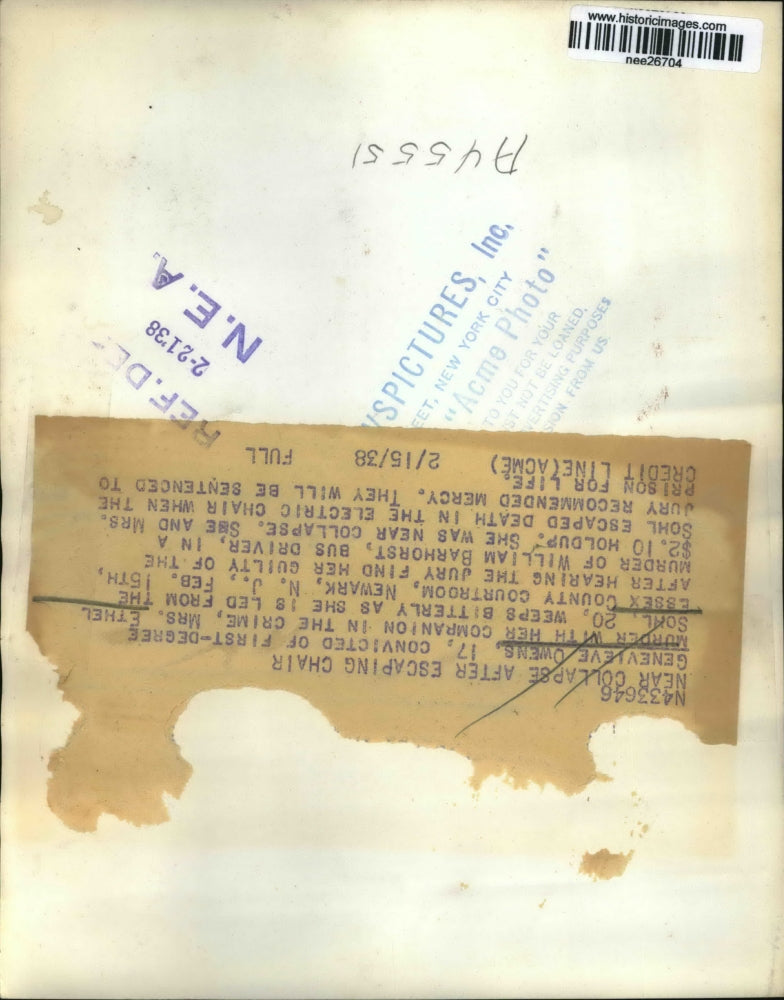 www.historicimages.com
nee26704
A45551
WSPICTURES, Inc.
EET, NEW YORK CITY
"Acme Photo"
TO YOU FOR YOUR
ST NOT BE LOANED,
VERTISING PURPOSES
SION FROM US
REF. DE
2-21'38
N.E.A.
N433646
NEAR COLLAPSE AFTER ESCAPING CHAIR
GENEVIEVE OWENS, 17, CONVICTED OF FIRST-DEGREE
MURDER WITH HER COMPANION IN THE CRIME, MRS. ETHEL
SOHL, 20, WEEPS BITTERLY AS SHE IS LED FROM THE
ESSEX COUNTY COURTROOM, NEWARK, N. J., FEB. 15TH,
AFTER HEARING THE JURY FIND HER GUILTY OF THE
MURDER OF WILLIAM BARHORST, BUS DRIVER, IN A
$2.10 HOLDUP. SHE WAS NEAR COLLAPSE. SHE AND MRS.
SOHL ESCAPED DEATH IN THE ELECTRIC CHAIR WHEN THE
JURY RECOMMENDED MERCY. THEY WILL BE SENTENCED TO
PRISON FOR LIFE.
CREDIT LINE(ACME) 2/15/38 FULL